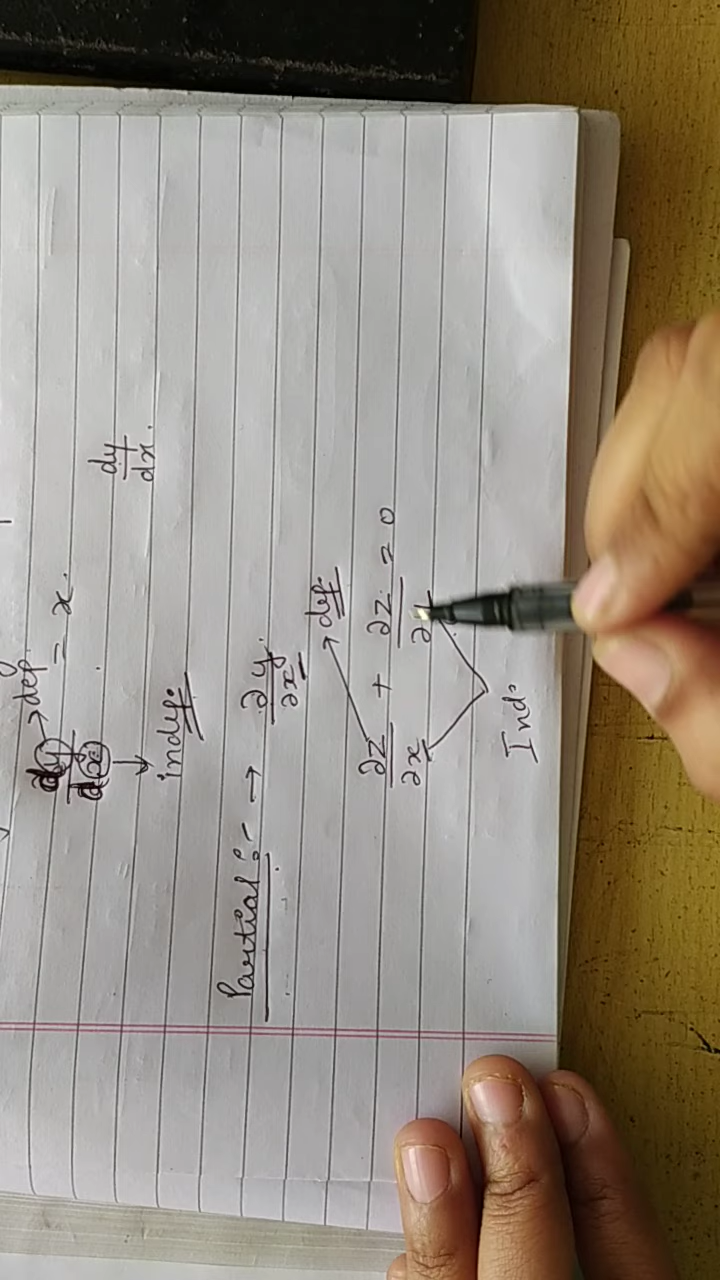 dy/dx = x.
dep
dy/dx.
indep.
Partial :- → ∂y/∂x.
dep.
∂z/∂x + ∂z/∂y = 0
Ind.